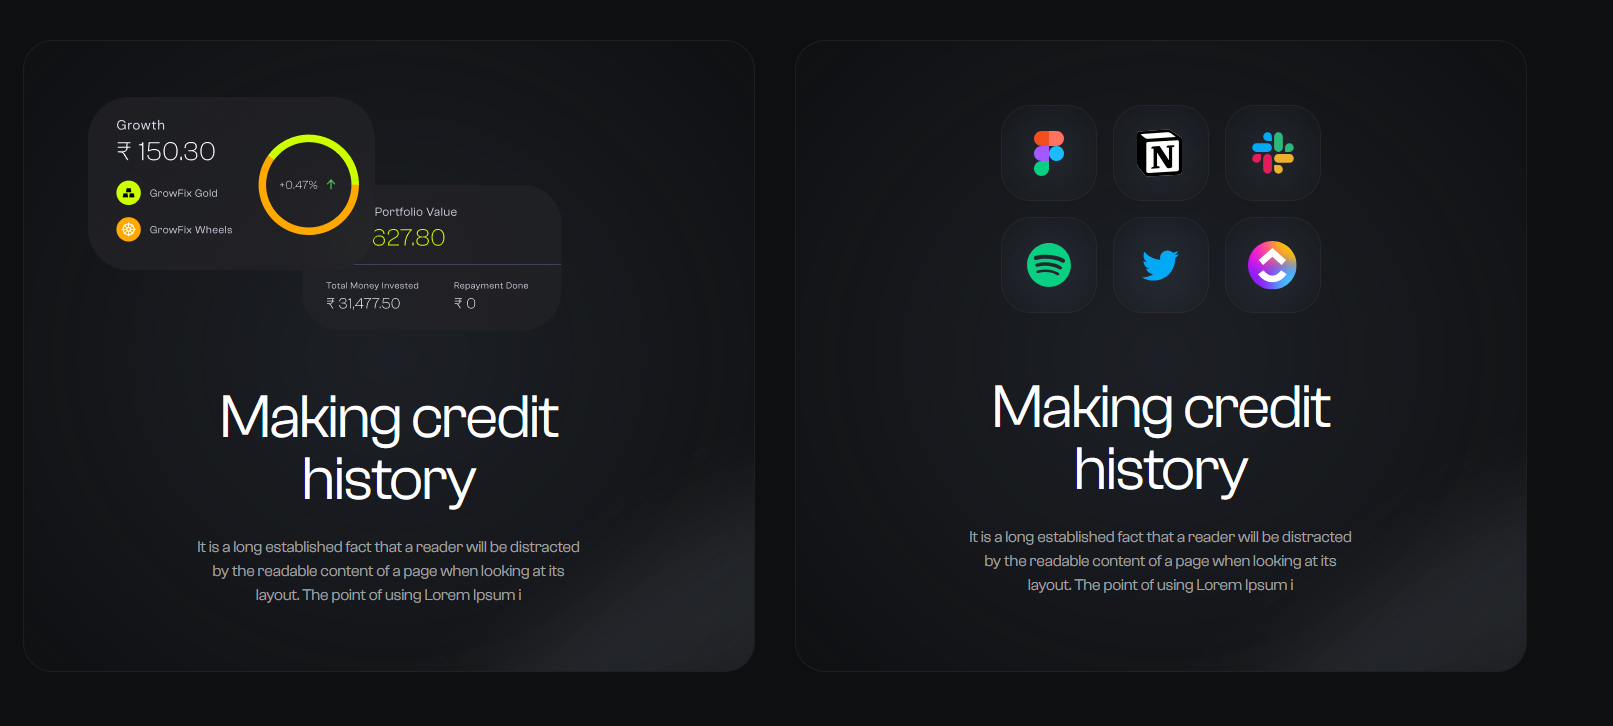 Growth
₹ 150.30
+0.47%
GrowFix Gold
GrowFix Wheels
Portfolio Value
627.80
Total Money Invested
Repayment Done
₹ 31,477.50
₹ 0
Making credit
history
It is a long established fact that a reader will be distracted
by the readable content of a page when looking at its
layout. The point of using Lorem Ipsum i
N
Making credit
history
It is a long established fact that a reader will be distracted
by the readable content of a page when looking at its
layout. The point of using Lorem Ipsum i